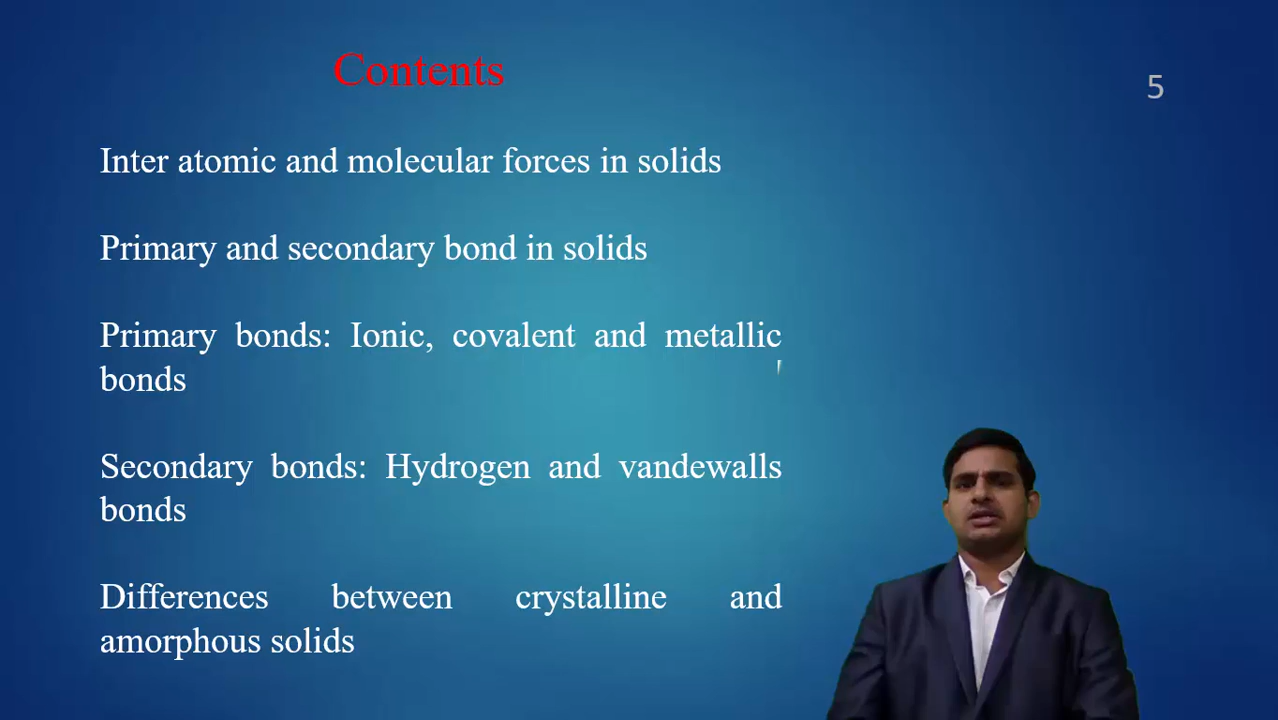 Contents
5
Inter atomic and molecular forces in solids
Primary and secondary bond in solids
Primary bonds: Ionic, covalent and metallic
bonds
Secondary bonds: Hydrogen and vandewalls
bonds
Differences between crystalline and
amorphous solids